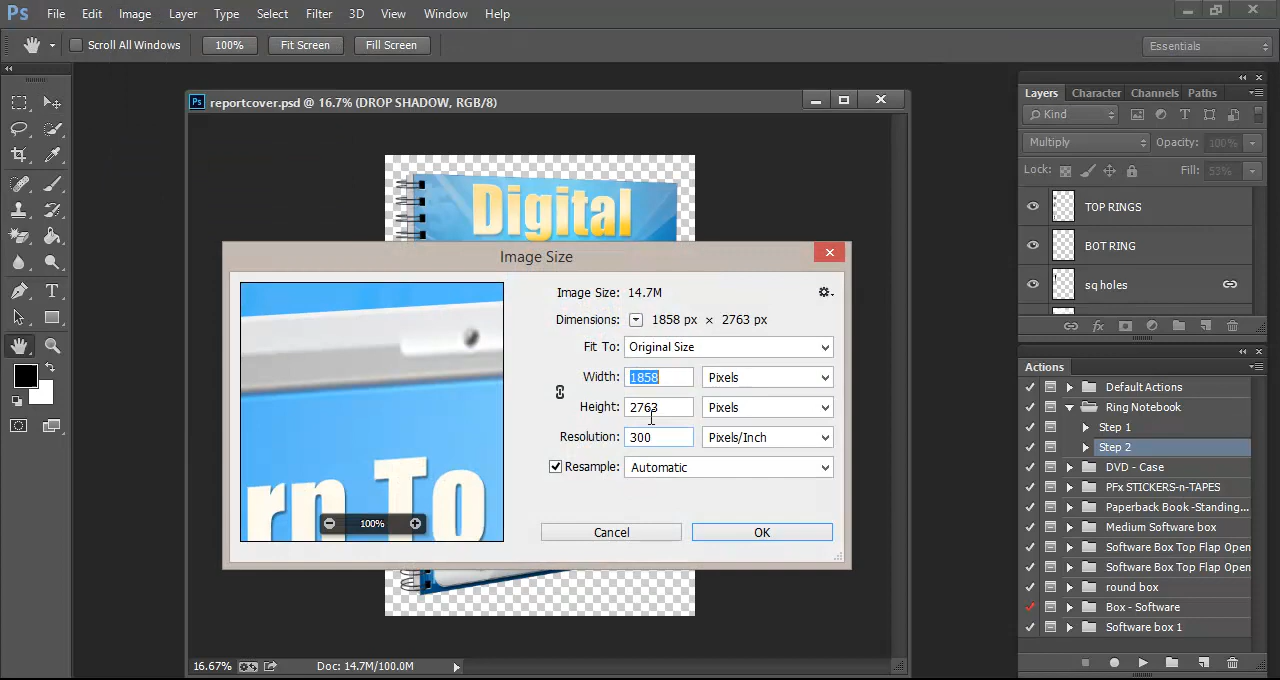 Ps File Edit Image Layer Type Select Filter 3D View Window Help
Scroll All Windows 100% Fit Screen Fill Screen Essentials
Ps reportcover.psd @ 16.7% (DROP SHADOW, RGB/8)
Layers Character Channels Paths
Kind
Multiply Opacity: 100%
Lock: Fill: 53%
TOP RINGS
BOT RING
sq holes
Digital
Image Size
Image Size: 14.7M
Dimensions: 1858 px × 2763 px
Fit To: Original Size
Width: 1858 Pixels
Height: 2763 Pixels
Resolution: 300 Pixels/Inch
Resample: Automatic
Cancel OK
rn To
100%
Actions
Default Actions
Ring Notebook
Step 1
Step 2
DVD - Case
PFx STICKERS-n-TAPES
Paperback Book -Standing...
Medium Software box
Software Box Top Flap Open
Software Box Top Flap Open
round box
Box - Software
Software box 1
16.67% Doc: 14.7M/100.0M